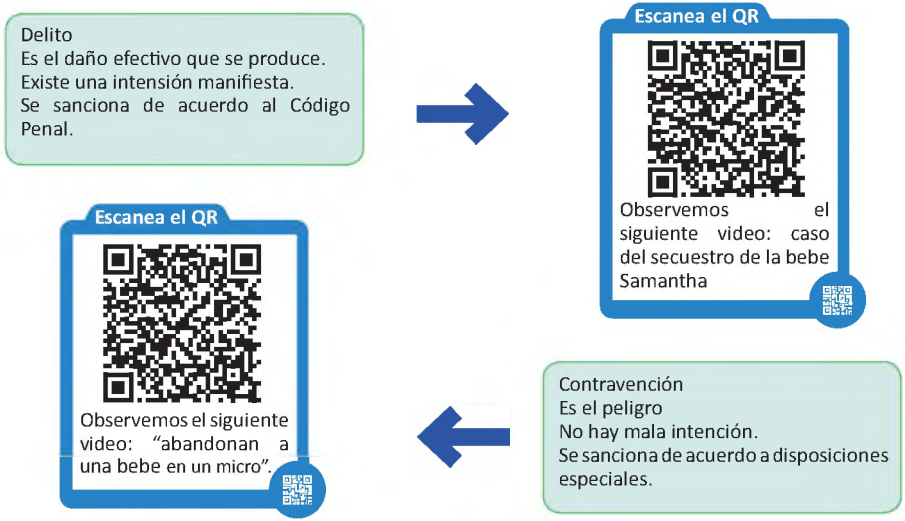 Delito
Es el daño efectivo que se produce.
Existe una intensión manifiesta.
Se sanciona de acuerdo al Código
Penal.
Escanea el QR
Observemos el
siguiente video: caso
del secuestro de la bebe
Samantha
Escanea el QR
Observemos el siguiente
video: “abandonan a
una bebe en un micro”.
Contravención
Es el peligro
No hay mala intención.
Se sanciona de acuerdo a disposiciones
especiales.